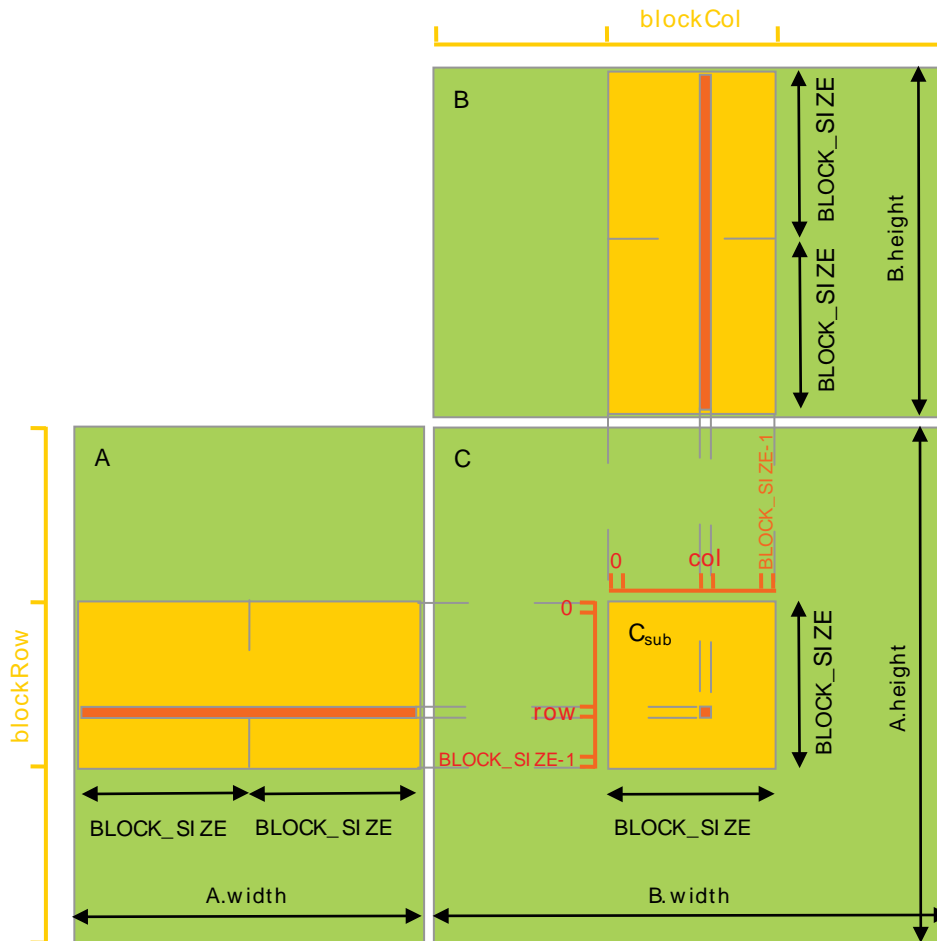 blockCol
B
BLOCK_SIZE
BLOCK_SIZE
B.height
A
C
BLOCK_SIZE-1
0
col
blockRow
0
row
BLOCK_SIZE-1
Csub
BLOCK_SIZE
A.height
BLOCK_SIZE
BLOCK_SIZE
BLOCK_SIZE
A.width
B.width